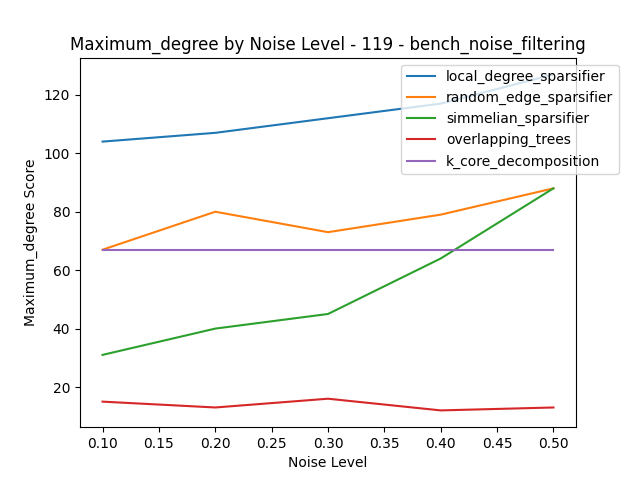 Maximum_degree by Noise Level - 119 - bench_noise_filtering
local_degree_sparsifier
random_edge_sparsifier
simmelian_sparsifier
overlapping_trees
k_core_decomposition
Maximum_degree Score
120
100
80
60
40
20
0.10 0.15 0.20 0.25 0.30 0.35 0.40 0.45 0.50
Noise Level